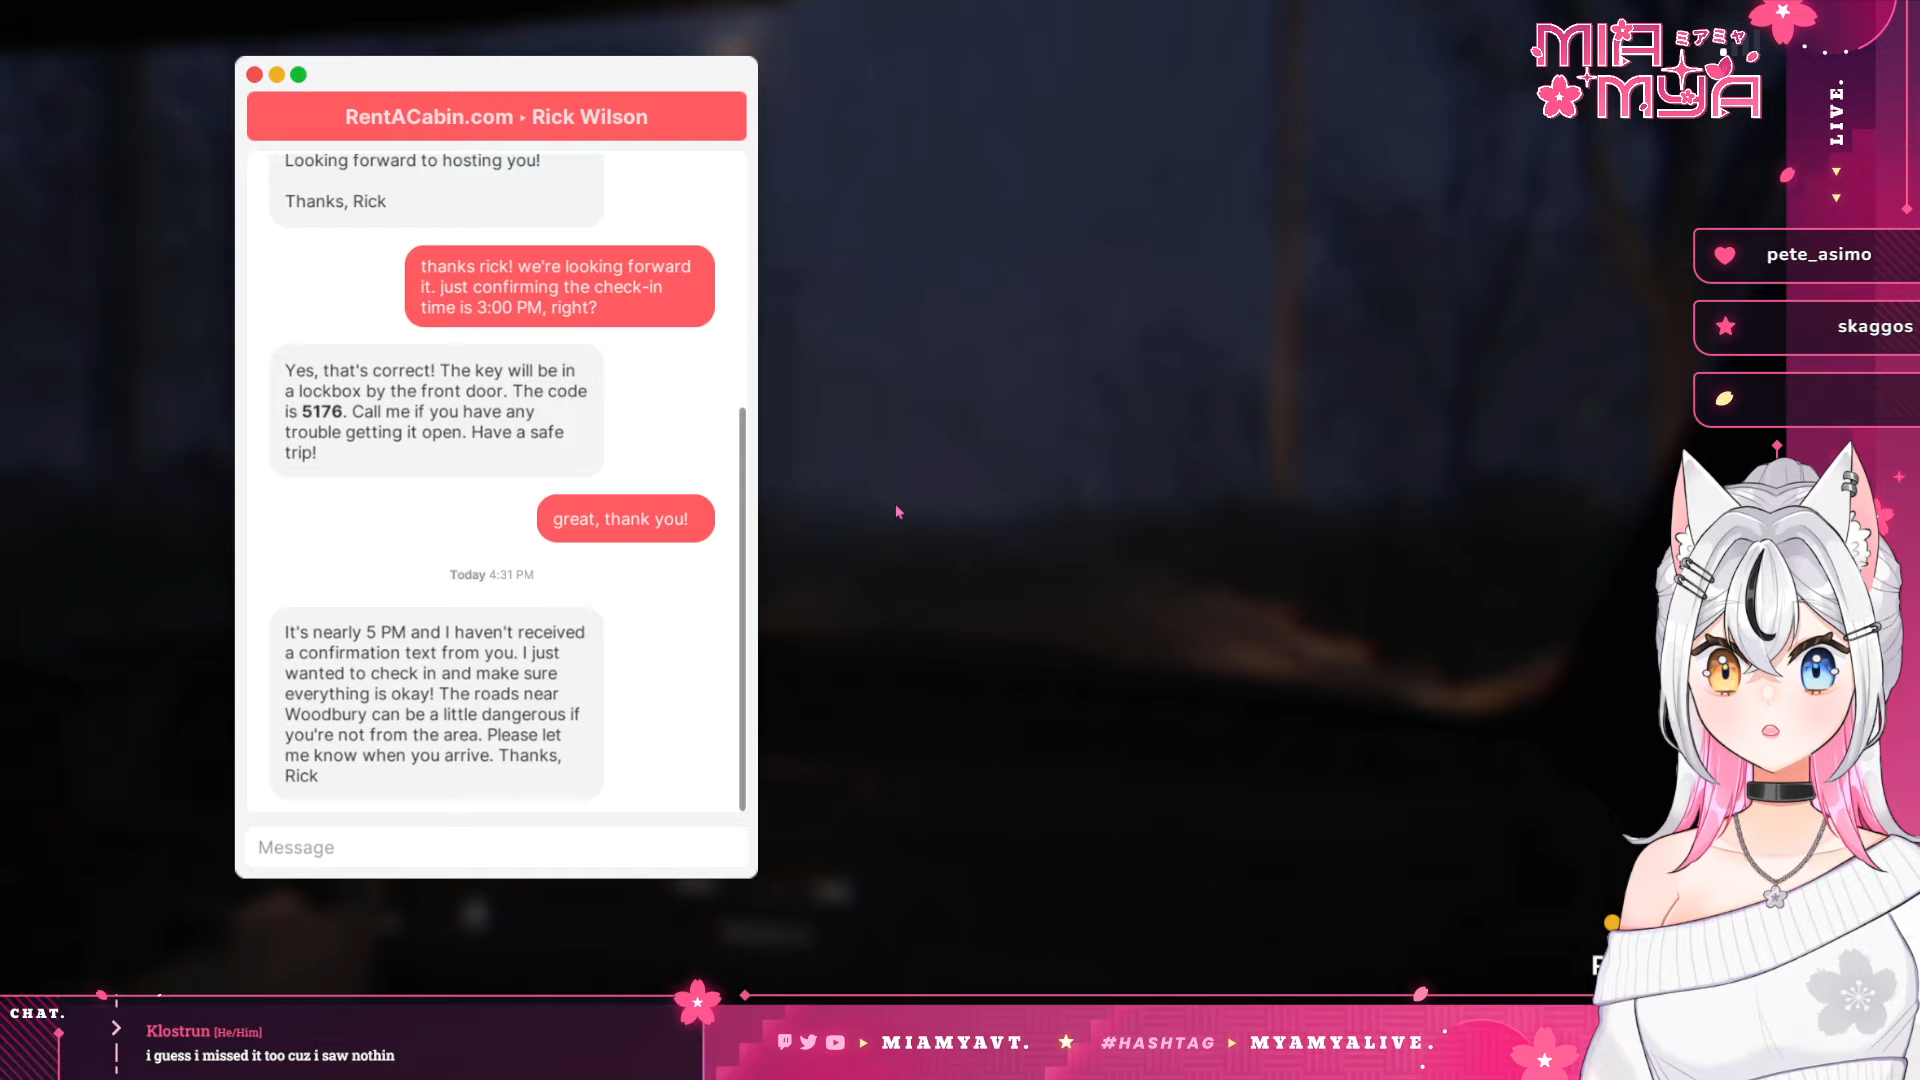 RentACabin.com ▸ Rick Wilson
Looking forward to hosting you!
Thanks, Rick
thanks rick! we're looking forward
it. just confirming the check-in
time is 3:00 PM, right?
Yes, that's correct! The key will be in
a lockbox by the front door. The code
is 5176. Call me if you have any
trouble getting it open. Have a safe
trip!
great, thank you!
Today 4:31 PM
It's nearly 5 PM and I haven't received
a confirmation text from you. I just
wanted to check in and make sure
everything is okay! The roads near
Woodbury can be a little dangerous if
you're not from the area. Please let
me know when you arrive. Thanks,
Rick
Message
MIA ミアミャ
MYA
LIVE.
pete_asimo
skaggos
CHAT.
Klostrun [He/Him]
i guess i missed it too cuz i saw nothin
MIAMYAVT. #HASHTAG MYAMYALIVE.